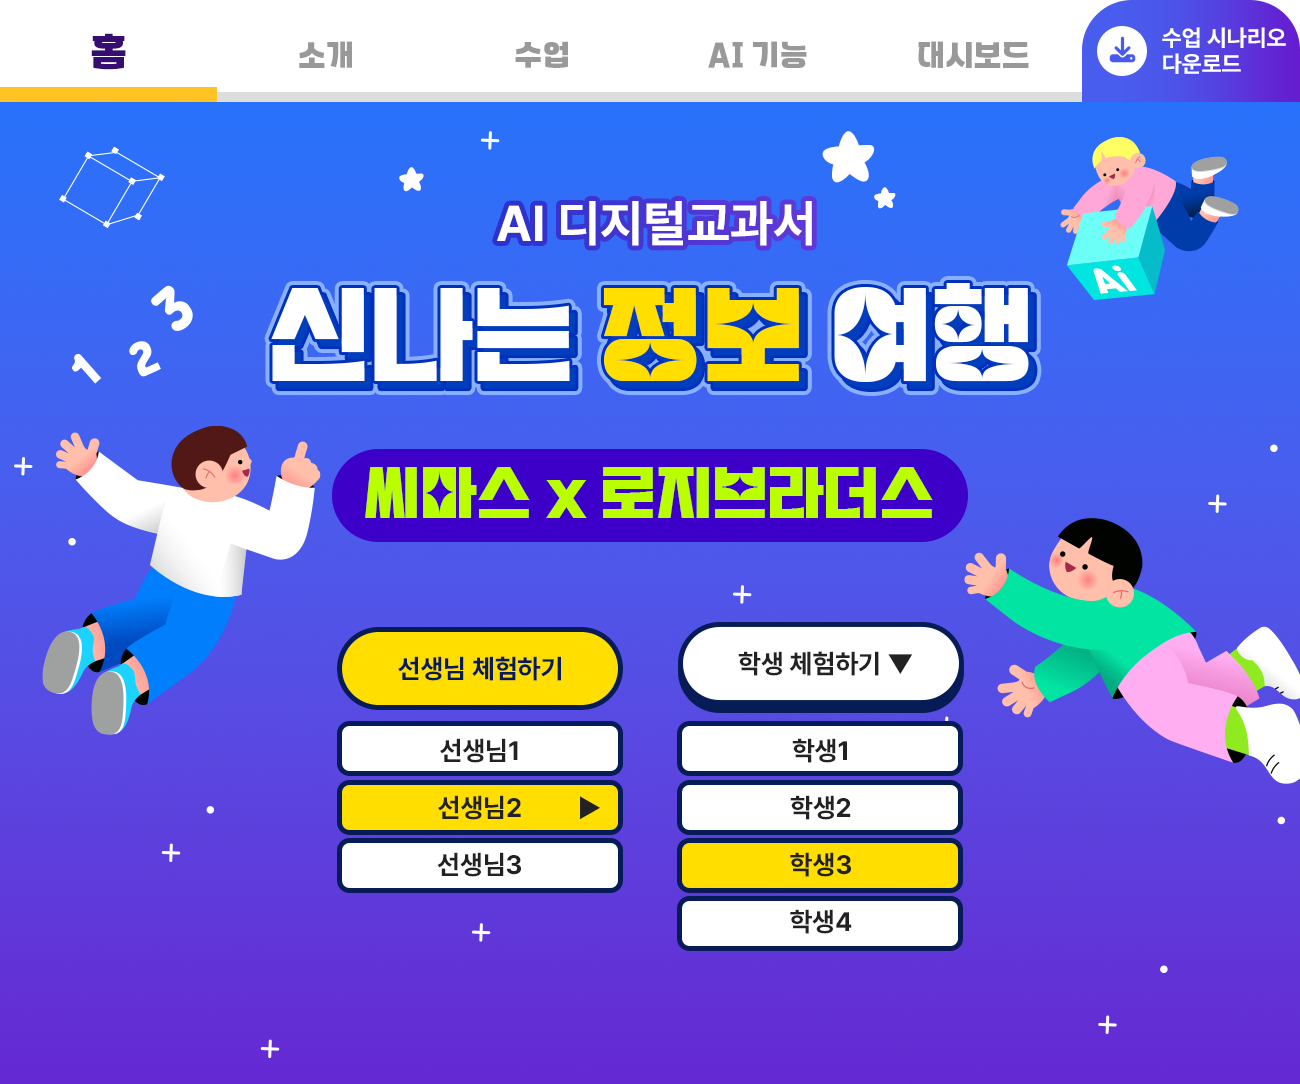 홈
소개
수업
AI 기능
대시보드
수업 시나리오
다운로드
AI 디지털교과서
신나는 정보 여행
1 2 3
Ai
씨마스 x 로지브라더스
선생님 체험하기
학생 체험하기 ▼
선생님1
선생님2 ▶
선생님3
학생1
학생2
학생3
학생4